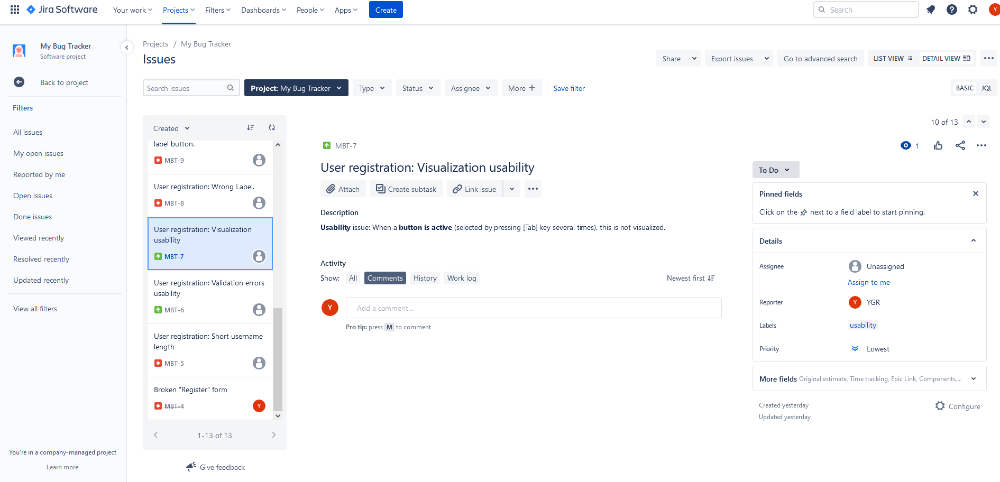 Jira Software Your work Projects Filters Dashboards People Apps Create Search Y
My Bug Tracker
Software project
Back to project
Filters
All issues
My open issues
Reported by me
Open issues
Done issues
Viewed recently
Resolved recently
Updated recently
View all filters
You're in a company-managed project
Learn more
Projects / My Bug Tracker
Issues
Share Export issues Go to advanced search LIST VIEW DETAIL VIEW
Search issues Project: My Bug Tracker Type Status Assignee More Save filter BASIC JQL
Created
label button.
MBT-9
User registration: Wrong Label.
MBT-8
User registration: Visualization
usability
MBT-7
User registration: Validation errors
usability
MBT-6
User registration: Short username
length
MBT-5
Broken "Register" form
MBT-4 Y
1-13 of 13
Give feedback
10 of 13
MBT-7
1
User registration: Visualization usability
Attach Create subtask Link issue
Description
Usability issue: When a button is active (selected by pressing [Tab] key several times), this is not visualized.
Activity
Show: All Comments History Work log Newest first
Y Add a comment...
Pro tip: press M to comment
To Do
Pinned fields
Click on the next to a field label to start pinning.
Details
Assignee Unassigned
Assign to me
Reporter Y YGR
Labels usability
Priority Lowest
More fields Original estimate, Time tracking, Epic Link, Components,...
Created yesterday
Updated yesterday
Configure